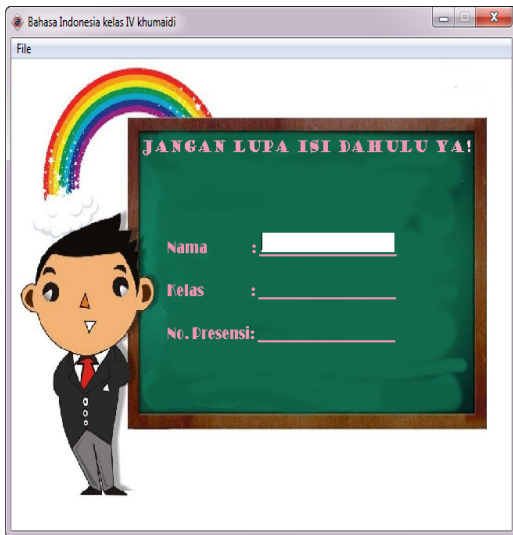 Bahasa Indonesia kelas IV khumaidi
File
JANGAN LUPA ISI DAHULU YA!
Nama :
Kelas :
No. Presensi: